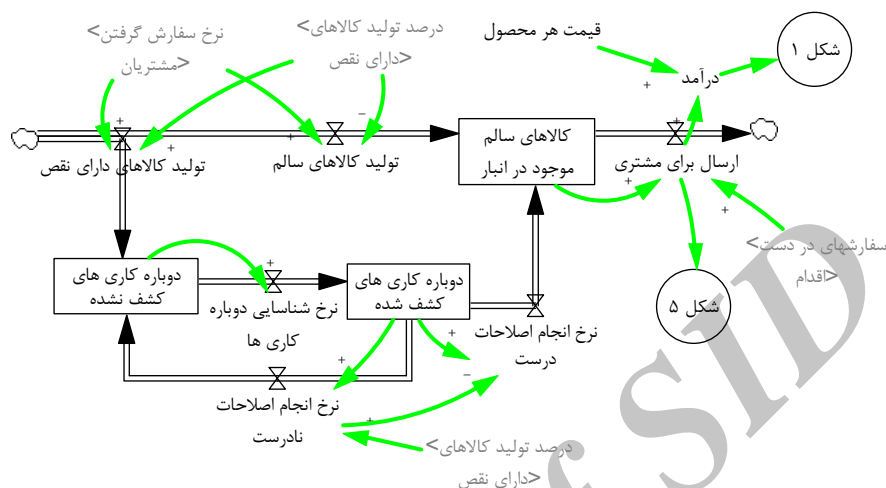 نرخ سفارش گرفتن>
<مشتریان
درصد تولید کالاهای>
<دارای نقص
قیمت هر محصول
شکل ۱
درآمد
+
+
+
+
-
+
+
تولید کالاهای دارای نقص
تولید کالاهای سالم
کالاهای سالم
موجود در انبار
ارسال برای مشتری
+
+
سفارشهای در دست>
<اقدام
دوباره کاری های
کشف نشده
+
نرخ شناسایی دوباره
کاری ها
دوباره کاری های
کشف شده
شکل ۵
نرخ انجام اصلاحات
درست
+
-
+
نرخ انجام اصلاحات
نادرست
+
+
درصد تولید کالاهای>
<دارای نقص
f SID